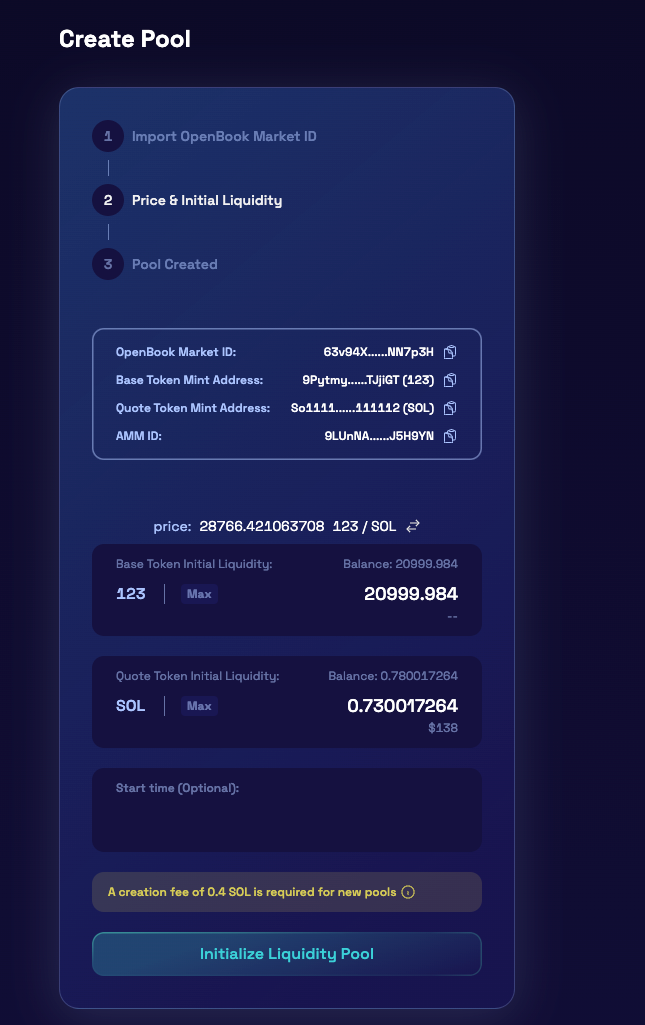 Create Pool
1 Import OpenBook Market ID
2 Price & Initial Liquidity
3 Pool Created
OpenBook Market ID: 63v94X......NN7p3H
Base Token Mint Address: 9Pytmy......TJjiGT (123)
Quote Token Mint Address: So1111......111112 (SOL)
AMM ID: 9LUnNA......J5H9YN
price: 28766.421063708 123 / SOL
Base Token Initial Liquidity: Balance: 20999.984
123 Max 20999.984
--
Quote Token Initial Liquidity: Balance: 0.780017264
SOL Max 0.730017264
$138
Start time (Optional):
A creation fee of 0.4 SOL is required for new pools
Initialize Liquidity Pool